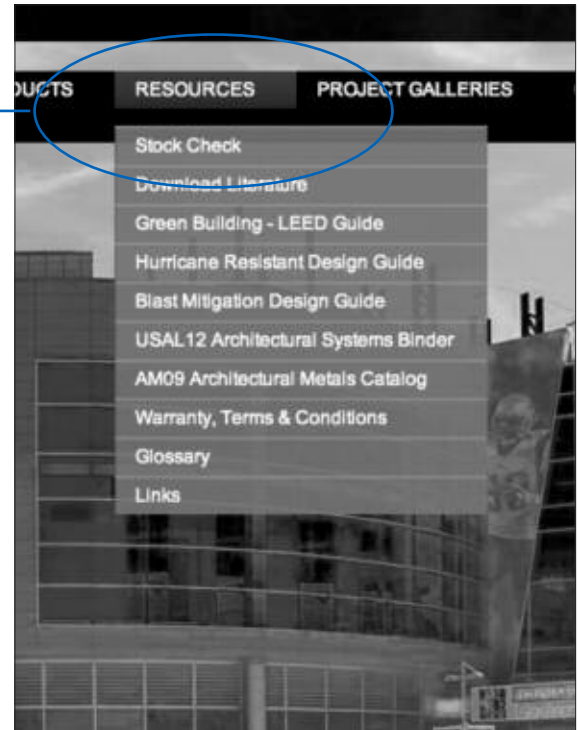 DUCTS RESOURCES PROJECT GALLERIES
Stock Check
Download Literature
Green Building - LEED Guide
Hurricane Resistant Design Guide
Blast Mitigation Design Guide
USAL12 Architectural Systems Binder
AM09 Architectural Metals Catalog
Warranty, Terms & Conditions
Glossary
Links